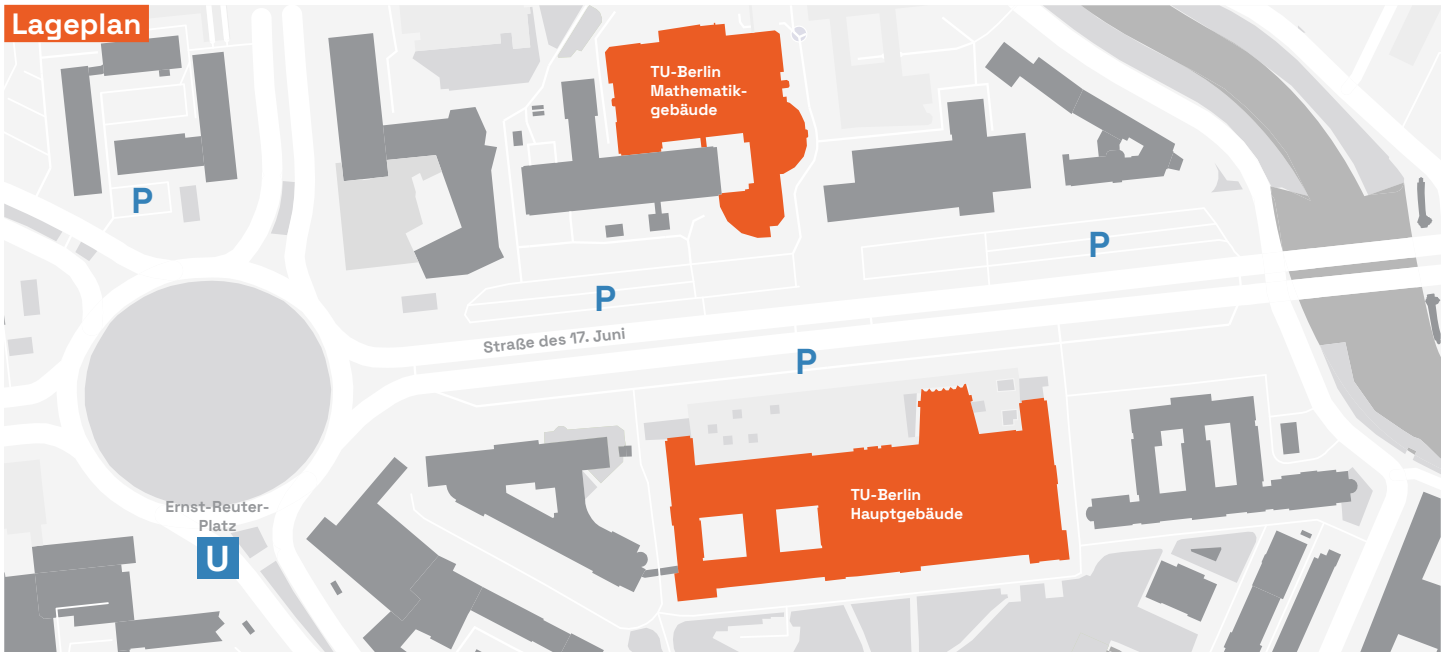 Lageplan
TU-Berlin
Mathematik-
gebäude
P
P
P
Straße des 17. Juni
P
TU-Berlin
Hauptgebäude
Ernst-Reuter-
Platz
U